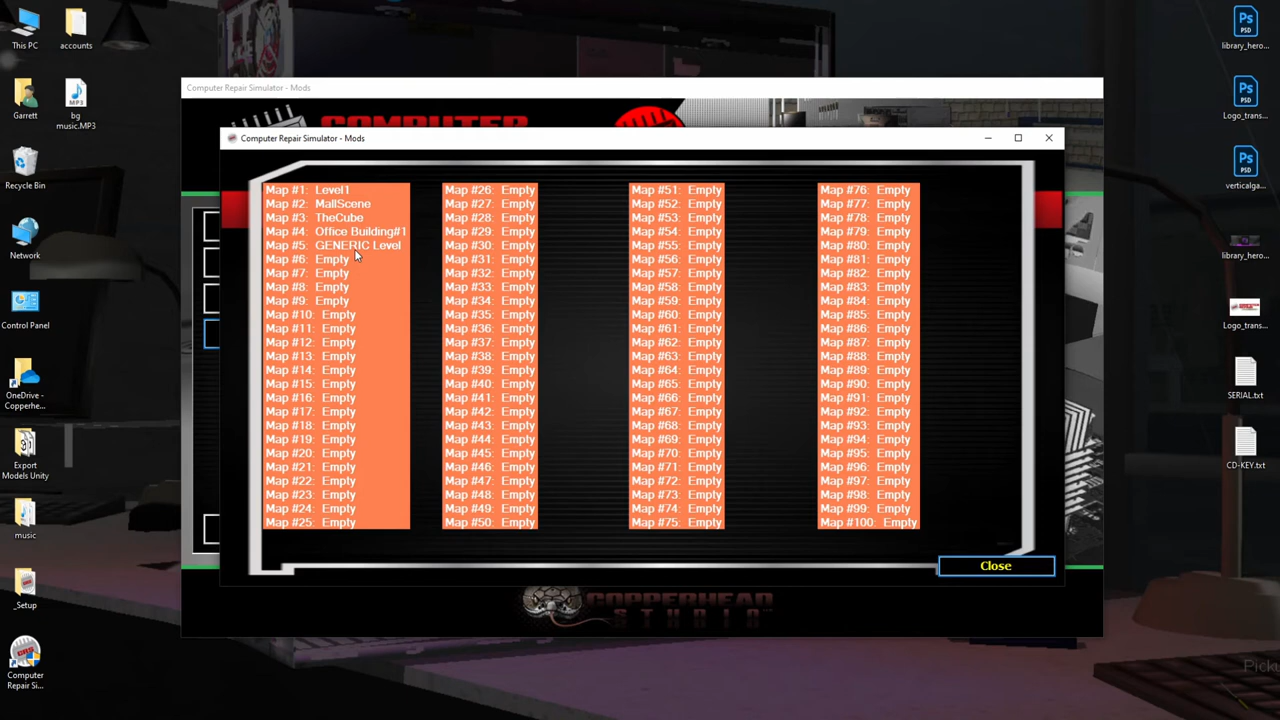 This PC
accounts
Garrett
bg
music.MP3
Recycle Bin
Network
Control Panel
OneDrive -
Copperhe...
Export
Models Unity
music
_Setup
Computer
Repair Si...
Computer Repair Simulator - Mods
COMPUTER
Computer Repair Simulator - Mods
Map #1: Level1
Map #2: MallScene
Map #3: TheCube
Map #4: Office Building#1
Map #5: GENERIC Level
Map #6: Empty
Map #7: Empty
Map #8: Empty
Map #9: Empty
Map #10: Empty
Map #11: Empty
Map #12: Empty
Map #13: Empty
Map #14: Empty
Map #15: Empty
Map #16: Empty
Map #17: Empty
Map #18: Empty
Map #19: Empty
Map #20: Empty
Map #21: Empty
Map #22: Empty
Map #23: Empty
Map #24: Empty
Map #25: Empty
Map #26: Empty
Map #27: Empty
Map #28: Empty
Map #29: Empty
Map #30: Empty
Map #31: Empty
Map #32: Empty
Map #33: Empty
Map #34: Empty
Map #35: Empty
Map #36: Empty
Map #37: Empty
Map #38: Empty
Map #39: Empty
Map #40: Empty
Map #41: Empty
Map #42: Empty
Map #43: Empty
Map #44: Empty
Map #45: Empty
Map #46: Empty
Map #47: Empty
Map #48: Empty
Map #49: Empty
Map #50: Empty
Map #51: Empty
Map #52: Empty
Map #53: Empty
Map #54: Empty
Map #55: Empty
Map #56: Empty
Map #57: Empty
Map #58: Empty
Map #59: Empty
Map #60: Empty
Map #61: Empty
Map #62: Empty
Map #63: Empty
Map #64: Empty
Map #65: Empty
Map #66: Empty
Map #67: Empty
Map #68: Empty
Map #69: Empty
Map #70: Empty
Map #71: Empty
Map #72: Empty
Map #73: Empty
Map #74: Empty
Map #75: Empty
Map #76: Empty
Map #77: Empty
Map #78: Empty
Map #79: Empty
Map #80: Empty
Map #81: Empty
Map #82: Empty
Map #83: Empty
Map #84: Empty
Map #85: Empty
Map #86: Empty
Map #87: Empty
Map #88: Empty
Map #89: Empty
Map #90: Empty
Map #91: Empty
Map #92: Empty
Map #93: Empty
Map #94: Empty
Map #95: Empty
Map #96: Empty
Map #97: Empty
Map #98: Empty
Map #99: Empty
Map #100: Empty
Close
COPPERHEAD
STUDIO
Ps
PSD
library_hero...
Ps
PSD
Logo_trans...
Ps
PSD
verticalga...
library_hero...
Logo_trans...
SERIAL.txt
CD-KEY.txt